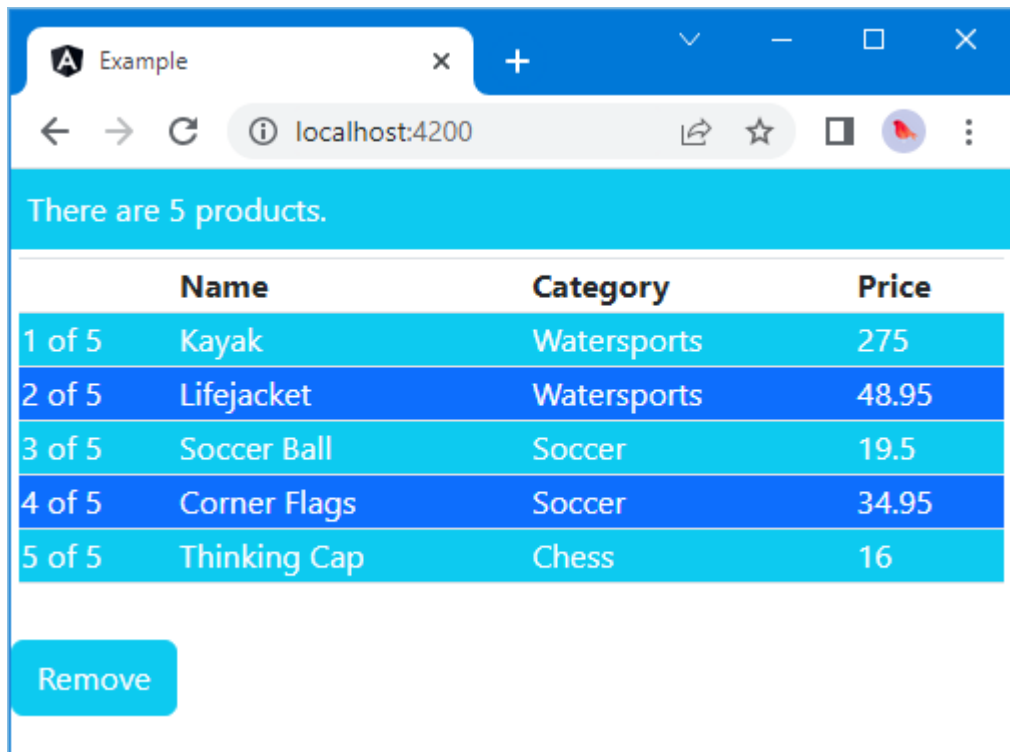 Example
localhost:4200
There are 5 products.
Name Category Price
1 of 5 Kayak Watersports 275
2 of 5 Lifejacket Watersports 48.95
3 of 5 Soccer Ball Soccer 19.5
4 of 5 Corner Flags Soccer 34.95
5 of 5 Thinking Cap Chess 16
Remove